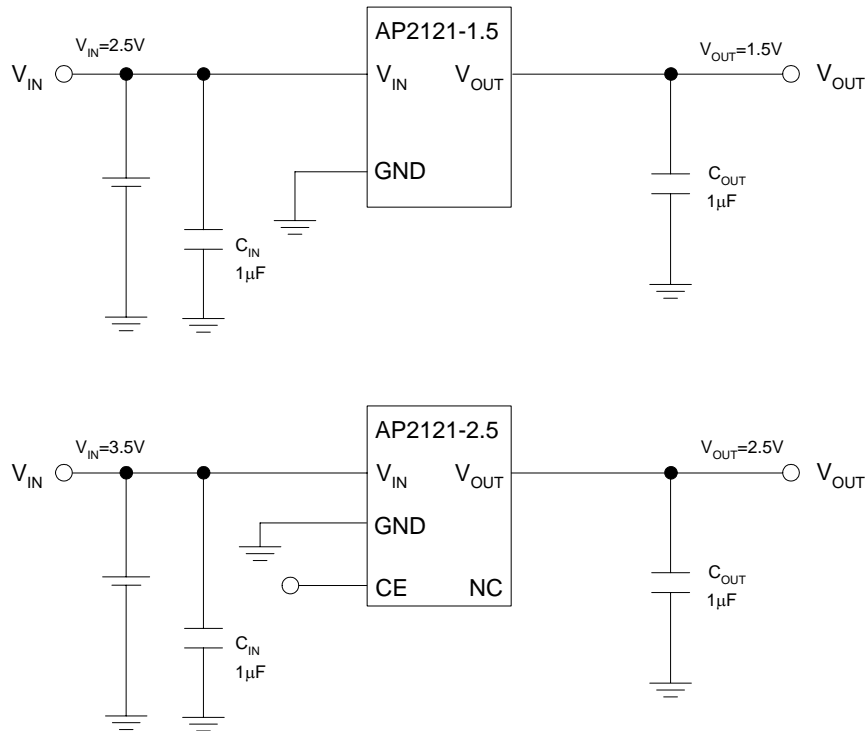 AP2121-1.5
V_IN=2.5V
V_OUT=1.5V
V_IN
V_IN V_OUT
V_OUT
GND
C_OUT
1μF
C_IN
1μF
AP2121-2.5
V_IN=3.5V
V_OUT=2.5V
V_IN
V_IN V_OUT
V_OUT
GND
CE NC
C_OUT
1μF
C_IN
1μF